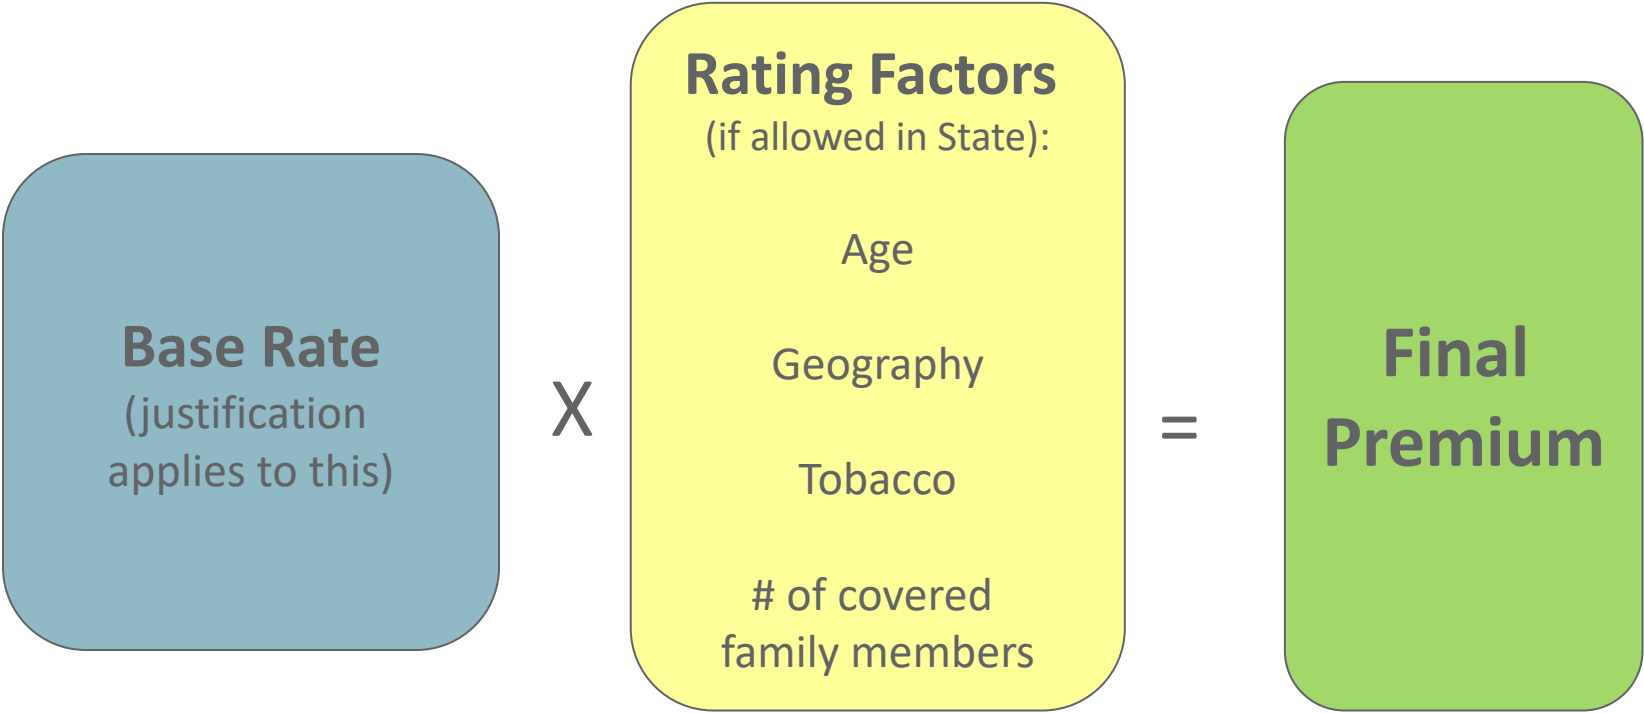 Base Rate
(justification
applies to this)
X
Rating Factors
(if allowed in State):
Age
Geography
Tobacco
# of covered
family members
=
Final
Premium